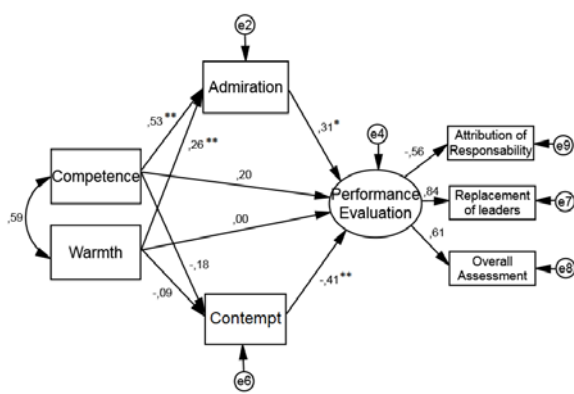 e2
Admiration
,53 **
,26 **
,31*
e4
-,56
Attribution of
Responsability
e9
Competence
,20
Performance
Evaluation
,84
Replacement
of leaders
e7
,59
,00
,61
Warmth
-,18
-,09
-,41 **
Overall
Assessment
e8
Contempt
e6